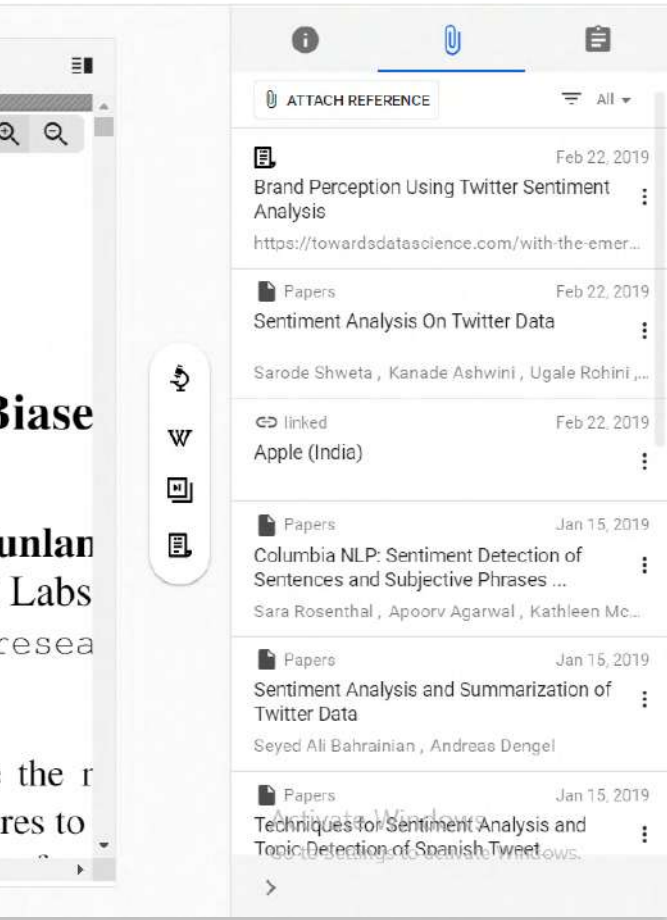 Biase
unlan
Labs
resea
the r
res to
W
ATTACH REFERENCE
All
Feb 22, 2019
Brand Perception Using Twitter Sentiment
Analysis
https://towardsdatascience.com/with-the-emer...
Papers Feb 22, 2019
Sentiment Analysis On Twitter Data
Sarode Shweta , Kanade Ashwini , Ugale Rohini ,...
linked Feb 22, 2019
Apple (India)
Papers Jan 15, 2019
Columbia NLP: Sentiment Detection of
Sentences and Subjective Phrases ...
Sara Rosenthal , Apoorv Agarwal , Kathleen Mc...
Papers Jan 15, 2019
Sentiment Analysis and Summarization of
Twitter Data
Seyed Ali Bahrainian , Andreas Dengel
Papers Jan 15, 2019
Activate Windows
Techniques for Sentiment Analysis and
Topic Detection of Spanish Tweet
Go to Settings to activate Windows.